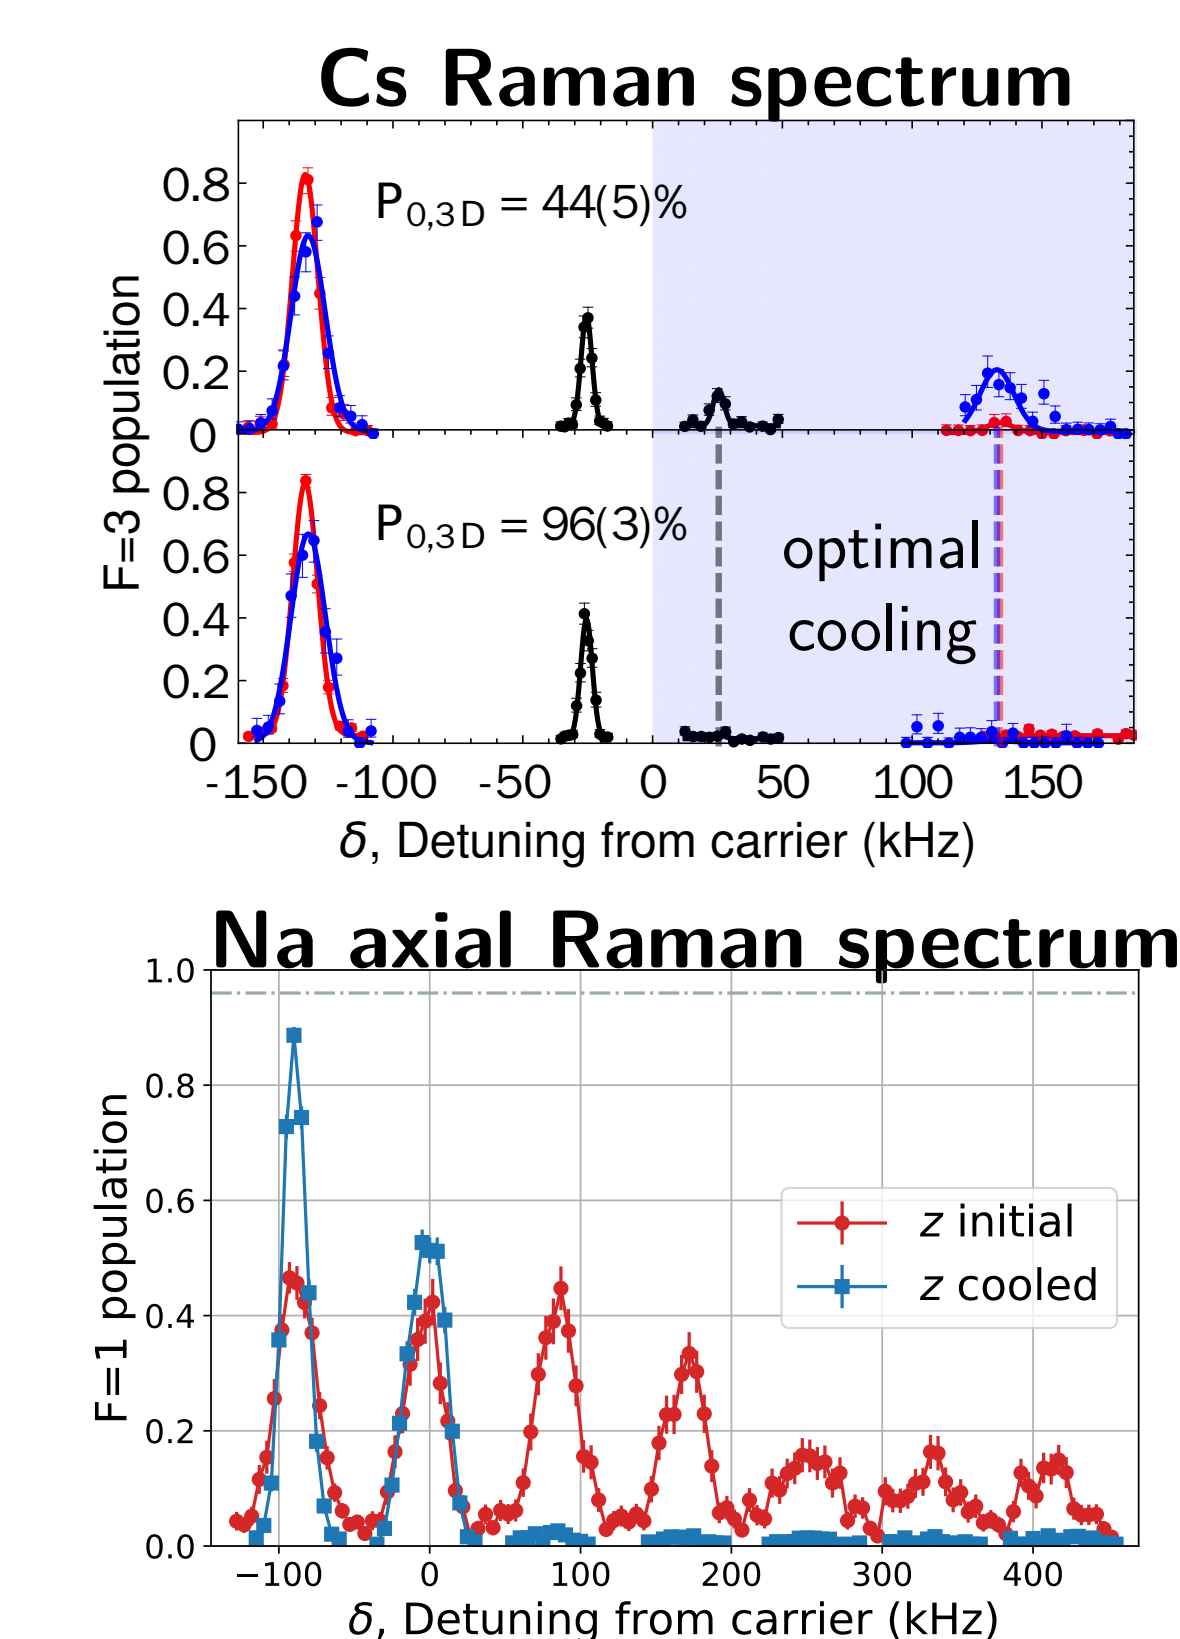 Cs Raman spectrum
0.8
0.6
0.4
0.2
0
P0,3D = 44(5)%
0.8
0.6
0.4
0.2
0
P0,3D = 96(3)%
optimal
cooling
F=3 population
-150 -100 -50 0 50 100 150
δ, Detuning from carrier (kHz)
Na axial Raman spectrum
1.0
0.8
0.6
0.4
0.2
0.0
F=1 population
z initial
z cooled
−100 0 100 200 300 400
δ, Detuning from carrier (kHz)